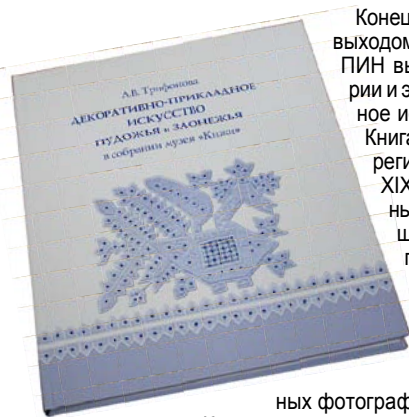 А.В. Трифонова
ДЕКОРАТИВНО-ПРИКЛАДНОЕ
ИСКУССТВО
ПУДОЖЬЯ и ЗАОНЕЖЬЯ
в собрании музея «Кижи»
Конец
выходом
ПИН вы
рии и э
ное и
Книга
реги
XIX
ны
ных фотограф